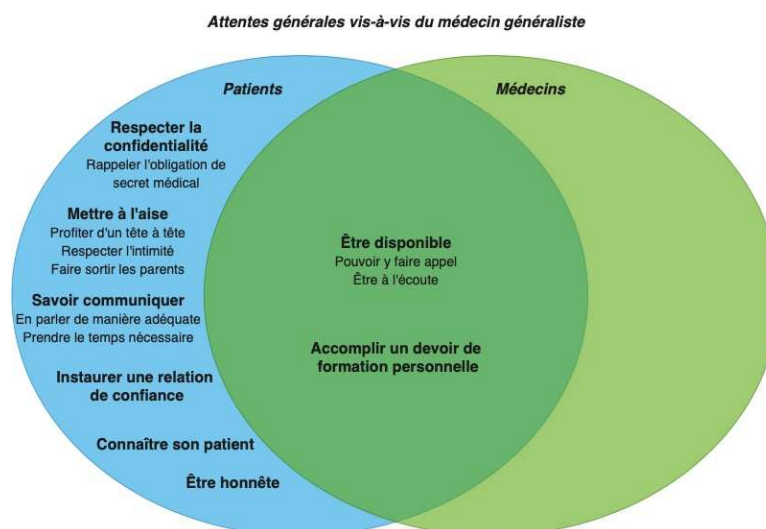 Attentes générales vis-à-vis du médecin généraliste
Patients
Médecins
Respecter la
confidentialité
Rappeler l'obligation de
secret médical
Mettre à l'aise
Profiter d'un tête à tête
Respecter l'intimité
Faire sortir les parents
Savoir communiquer
En parler de manière adéquate
Prendre le temps nécessaire
Instaurer une relation
de confiance
Connaître son patient
Être honnête
Être disponible
Pouvoir y faire appel
Être à l'écoute
Accomplir un devoir de
formation personnelle